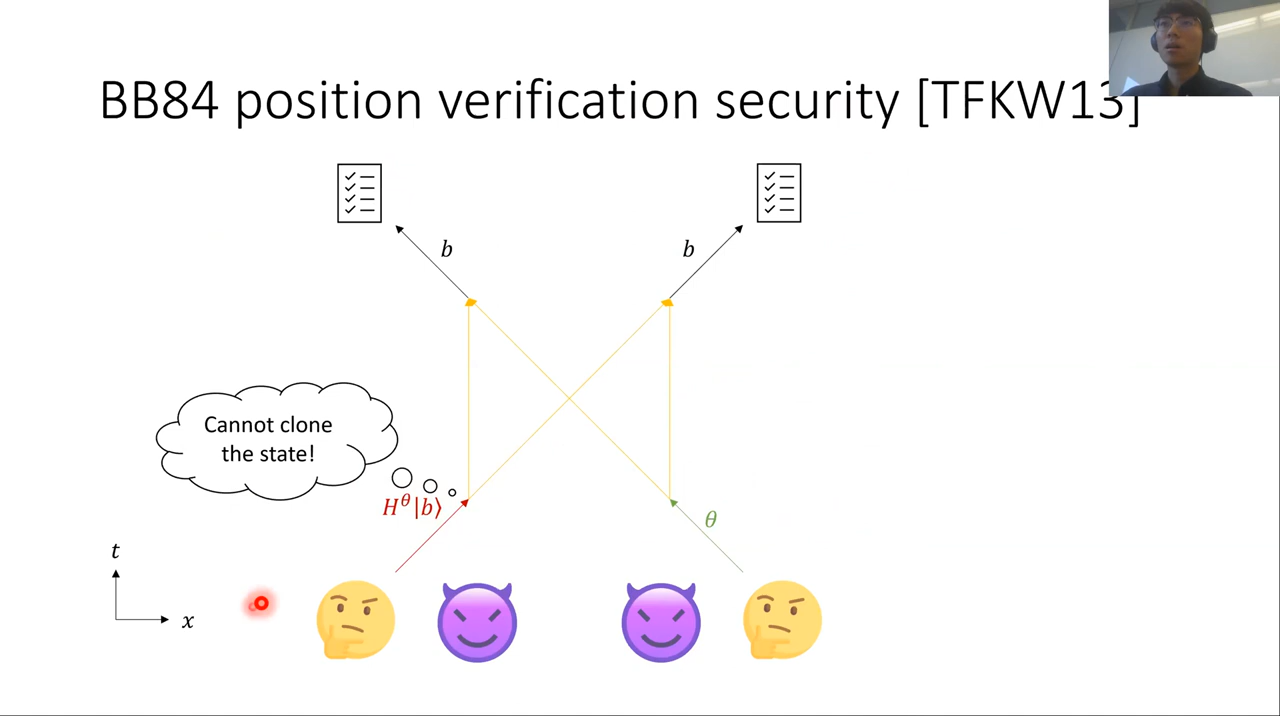 BB84 position verification security [TFKW13]
b
b
Cannot clone
the state!
H^θ|b⟩
θ
t
x